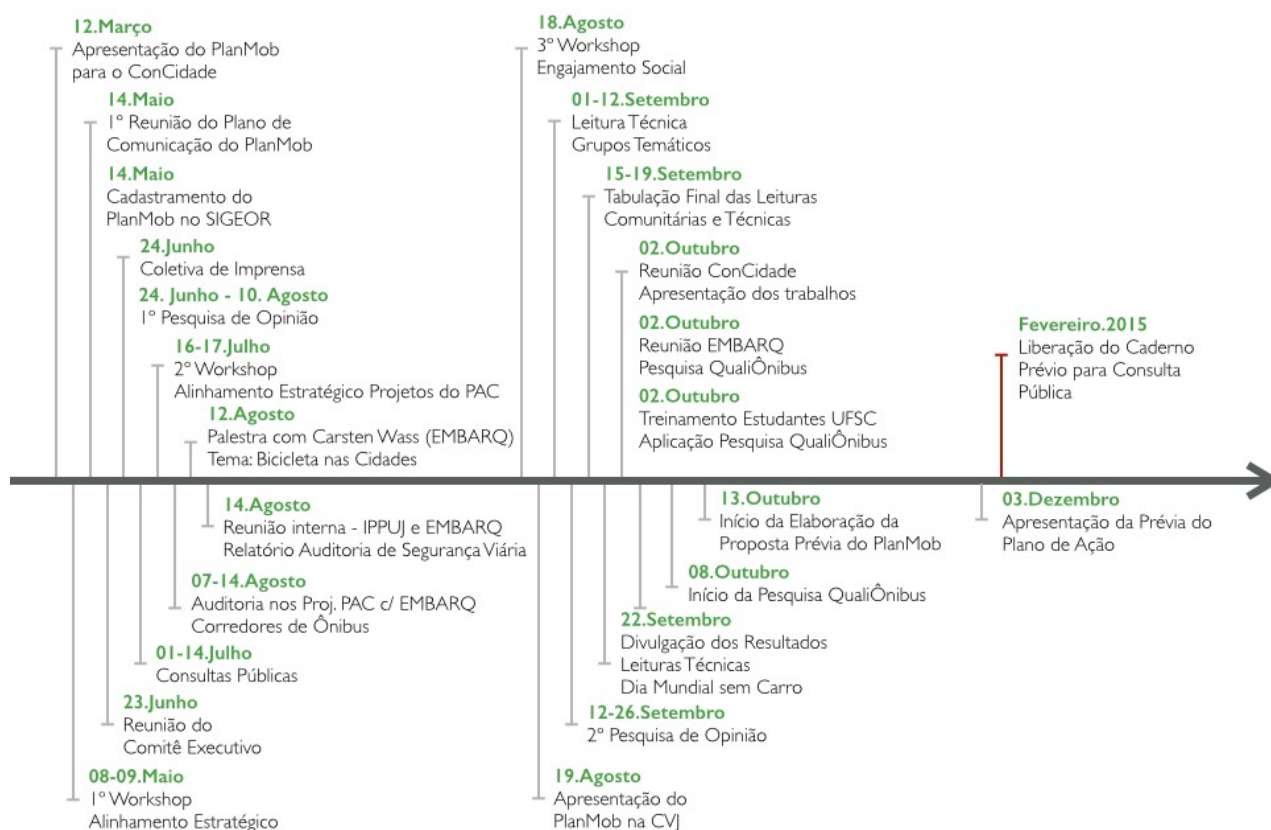 12.Março
Apresentação do PlanMob
para o ConCidade
14.Maio
1º Reunião do Plano de
Comunicação do PlanMob
14.Maio
Cadastramento do
PlanMob no SIGEOR
24.Junho
Coletiva de Imprensa
24. Junho - 10. Agosto
1º Pesquisa de Opinião
16-17.Julho
2º Workshop
Alinhamento Estratégico Projetos do PAC
12.Agosto
Palestra com Carsten Wass (EMBARQ)
Tema: Bicicleta nas Cidades
18.Agosto
3º Workshop
Engajamento Social
01-12.Setembro
Leitura Técnica
Grupos Temáticos
15-19.Setembro
Tabulação Final das Leituras
Comunitárias e Técnicas
02.Outubro
Reunião ConCidade
Apresentação dos trabalhos
02.Outubro
Reunião EMBARQ
Pesquisa QualiÔnibus
02.Outubro
Treinamento Estudantes UFSC
Aplicação Pesquisa QualiÔnibus
Fevereiro.2015
Liberação do Caderno
Prévio para Consulta
Pública
14.Agosto
Reunião interna - IPPUJ e EMBARQ
Relatório Auditoria de Segurança Viária
07-14.Agosto
Auditoria nos Proj. PAC c/ EMBARQ
Corredores de Ônibus
01-14.Julho
Consultas Públicas
23.Junho
Reunião do
Comitê Executivo
08-09.Maio
1º Workshop
Alinhamento Estratégico
13.Outubro
Início da Elaboração da
Proposta Prévia do PlanMob
08.Outubro
Início da Pesquisa QualiÔnibus
22.Setembro
Divulgação dos Resultados
Leituras Técnicas
Dia Mundial sem Carro
12-26.Setembro
2º Pesquisa de Opinião
19.Agosto
Apresentação do
PlanMob na CVJ
03.Dezembro
Apresentação da Prévia do
Plano de Ação